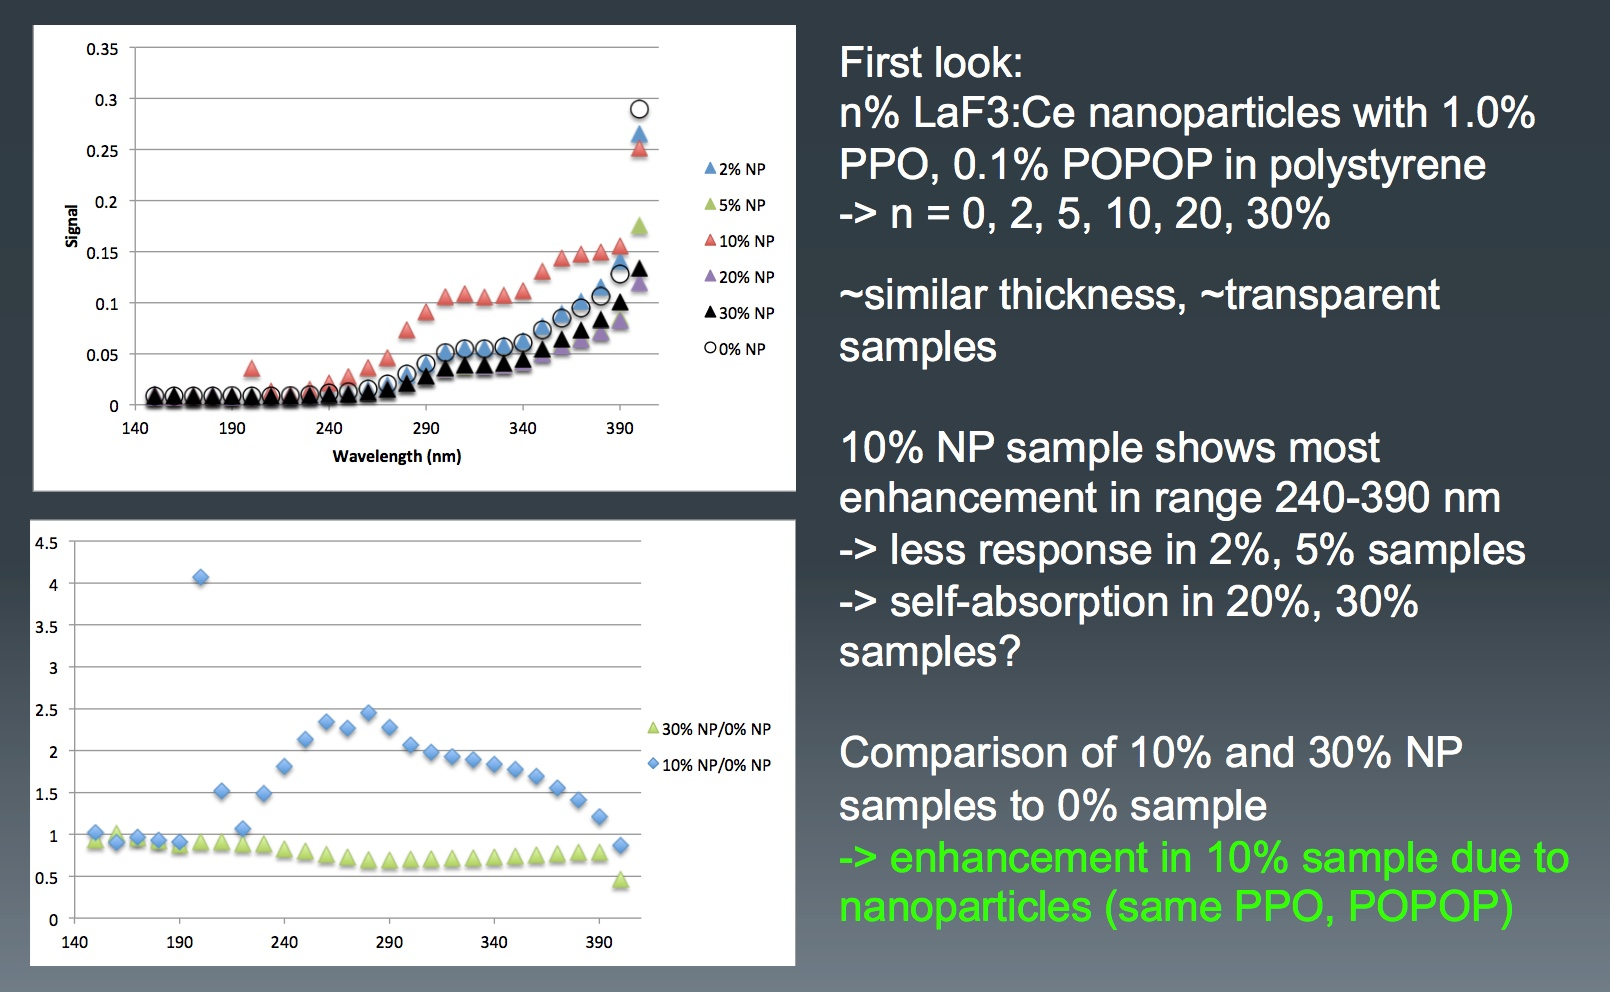 0.35
0.3
0.25
0.2
0.15
0.1
0.05
0
Signal
140 190 240 290 340 390
Wavelength (nm)
2% NP
5% NP
10% NP
20% NP
30% NP
0% NP
4.5
4
3.5
3
2.5
2
1.5
1
0.5
0
140 190 240 290 340 390
30% NP/0% NP
10% NP/0% NP
First look:
n% LaF3:Ce nanoparticles with 1.0%
PPO, 0.1% POPOP in polystyrene
-> n = 0, 2, 5, 10, 20, 30%
~similar thickness, ~transparent
samples
10% NP sample shows most
enhancement in range 240-390 nm
-> less response in 2%, 5% samples
-> self-absorption in 20%, 30%
samples?
Comparison of 10% and 30% NP
samples to 0% sample
-> enhancement in 10% sample due to
nanoparticles (same PPO, POPOP)